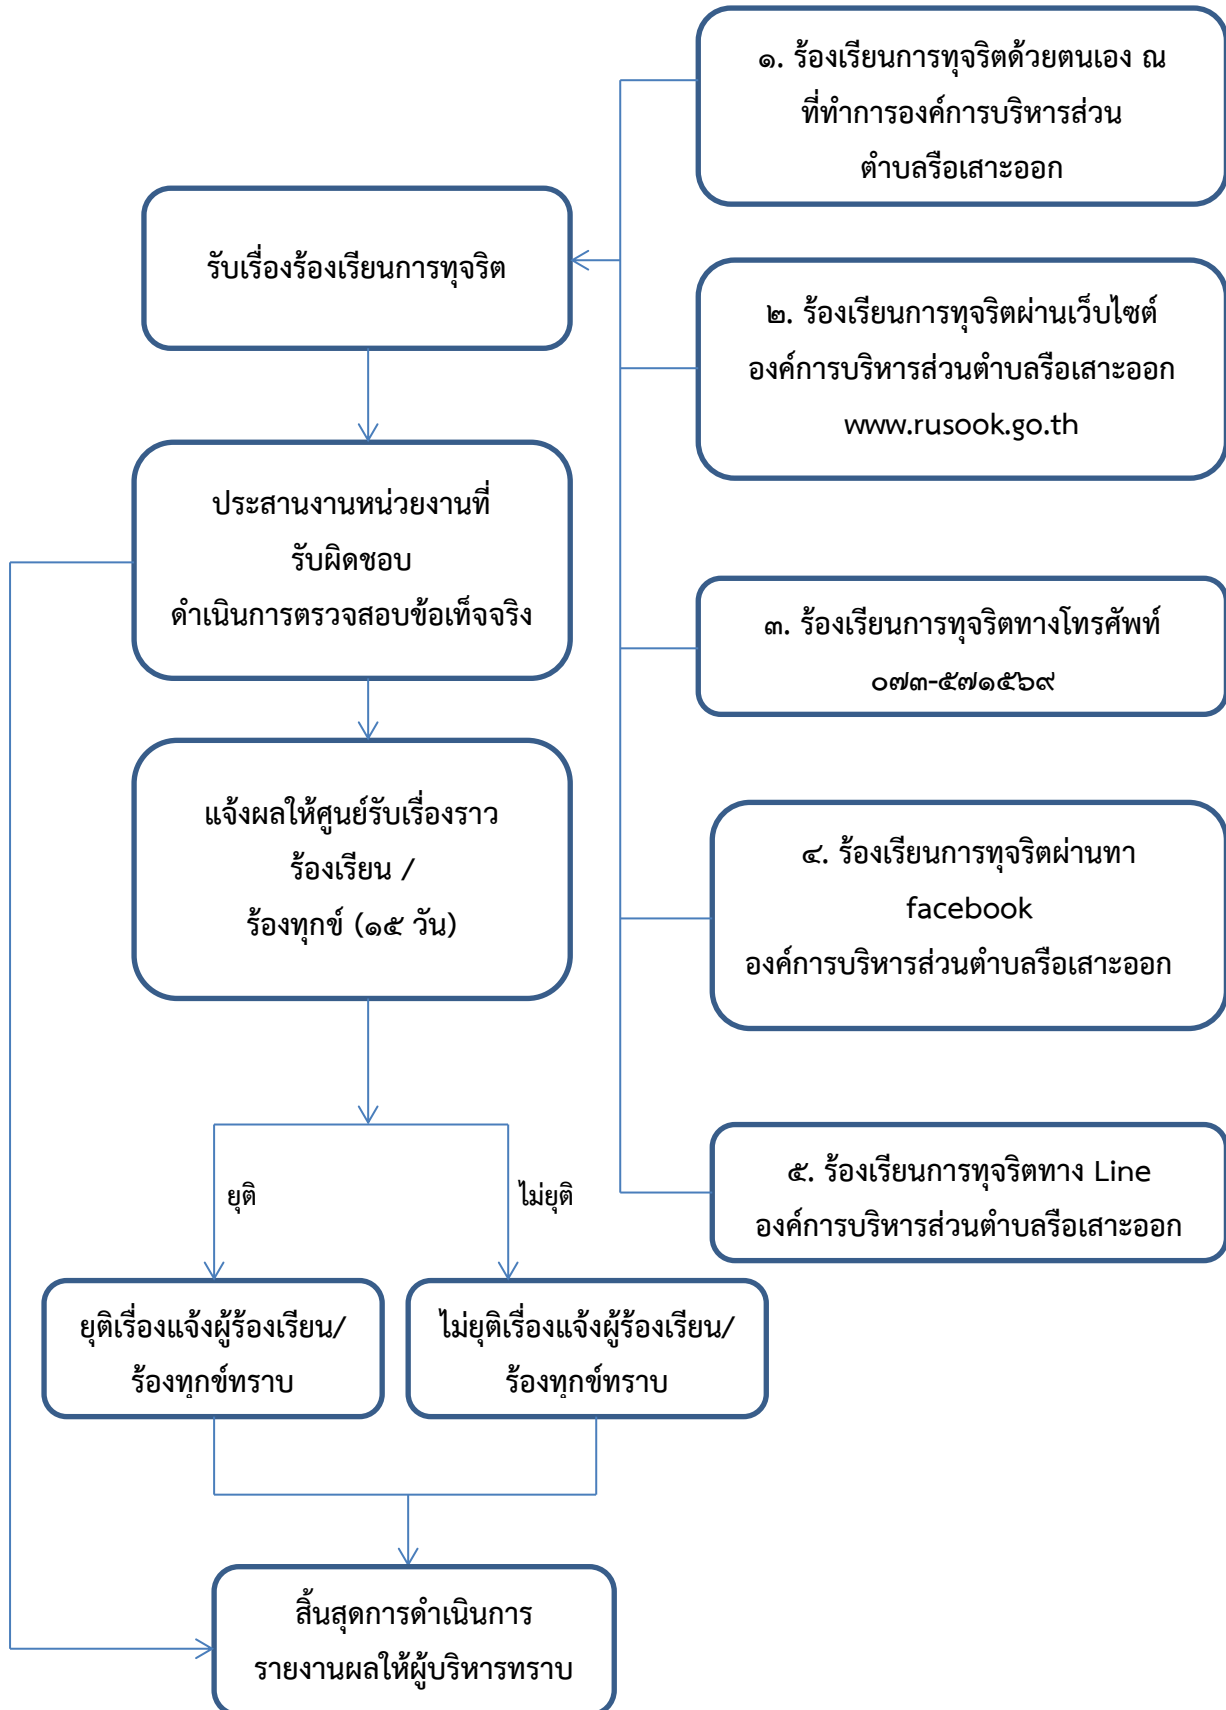 ๑. ร้องเรียนการทุจริตด้วยตนเอง ณ
ที่ทำการองค์การบริหารส่วน
ตำบลรือเสาะออก
รับเรื่องร้องเรียนการทุจริต
๒. ร้องเรียนการทุจริตผ่านเว็บไซต์
องค์การบริหารส่วนตำบลรือเสาะออก
www.rusook.go.th
ประสานงานหน่วยงานที่
รับผิดชอบ
ดำเนินการตรวจสอบข้อเท็จจริง
๓. ร้องเรียนการทุจริตทางโทรศัพท์
๐๗๓-๕๗๑๕๖๙
แจ้งผลให้ศูนย์รับเรื่องราว
ร้องเรียน /
ร้องทุกข์ (๑๕ วัน)
๔. ร้องเรียนการทุจริตผ่านทา
facebook
องค์การบริหารส่วนตำบลรือเสาะออก
๕. ร้องเรียนการทุจริตทาง Line
องค์การบริหารส่วนตำบลรือเสาะออก
ยุติ
ไม่ยุติ
ยุติเรื่องแจ้งผู้ร้องเรียน/
ร้องทุกข์ทราบ
ไม่ยุติเรื่องแจ้งผู้ร้องเรียน/
ร้องทุกข์ทราบ
สิ้นสุดการดำเนินการ
รายงานผลให้ผู้บริหารทราบ